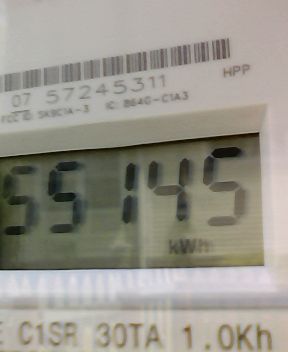 HPP
07 57245311
FCC ID SK9C1A-3 IC: 864G-C1A3
55145
kWh
C1SR 30TA 1.0Kh